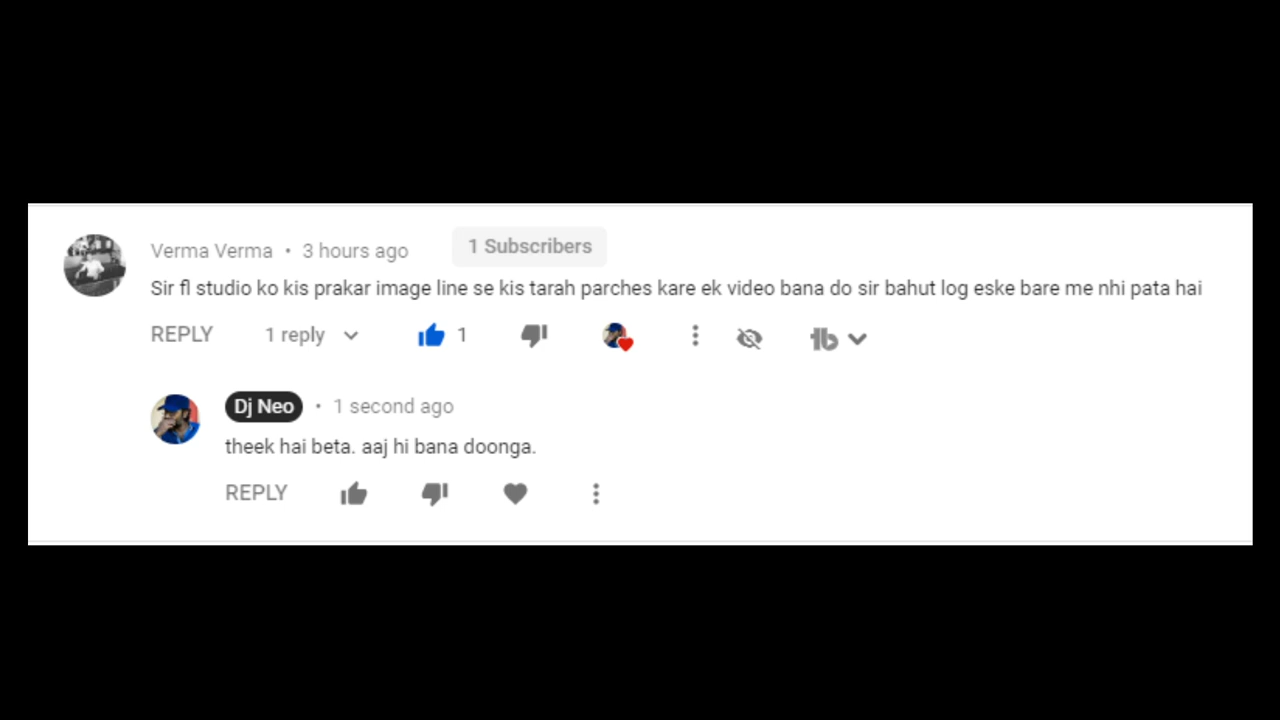 Verma Verma • 3 hours ago 1 Subscribers
Sir fl studio ko kis prakar image line se kis tarah parches kare ek video bana do sir bahut log eske bare me nhi pata hai
REPLY 1 reply 1
Dj Neo • 1 second ago
theek hai beta. aaj hi bana doonga.
REPLY